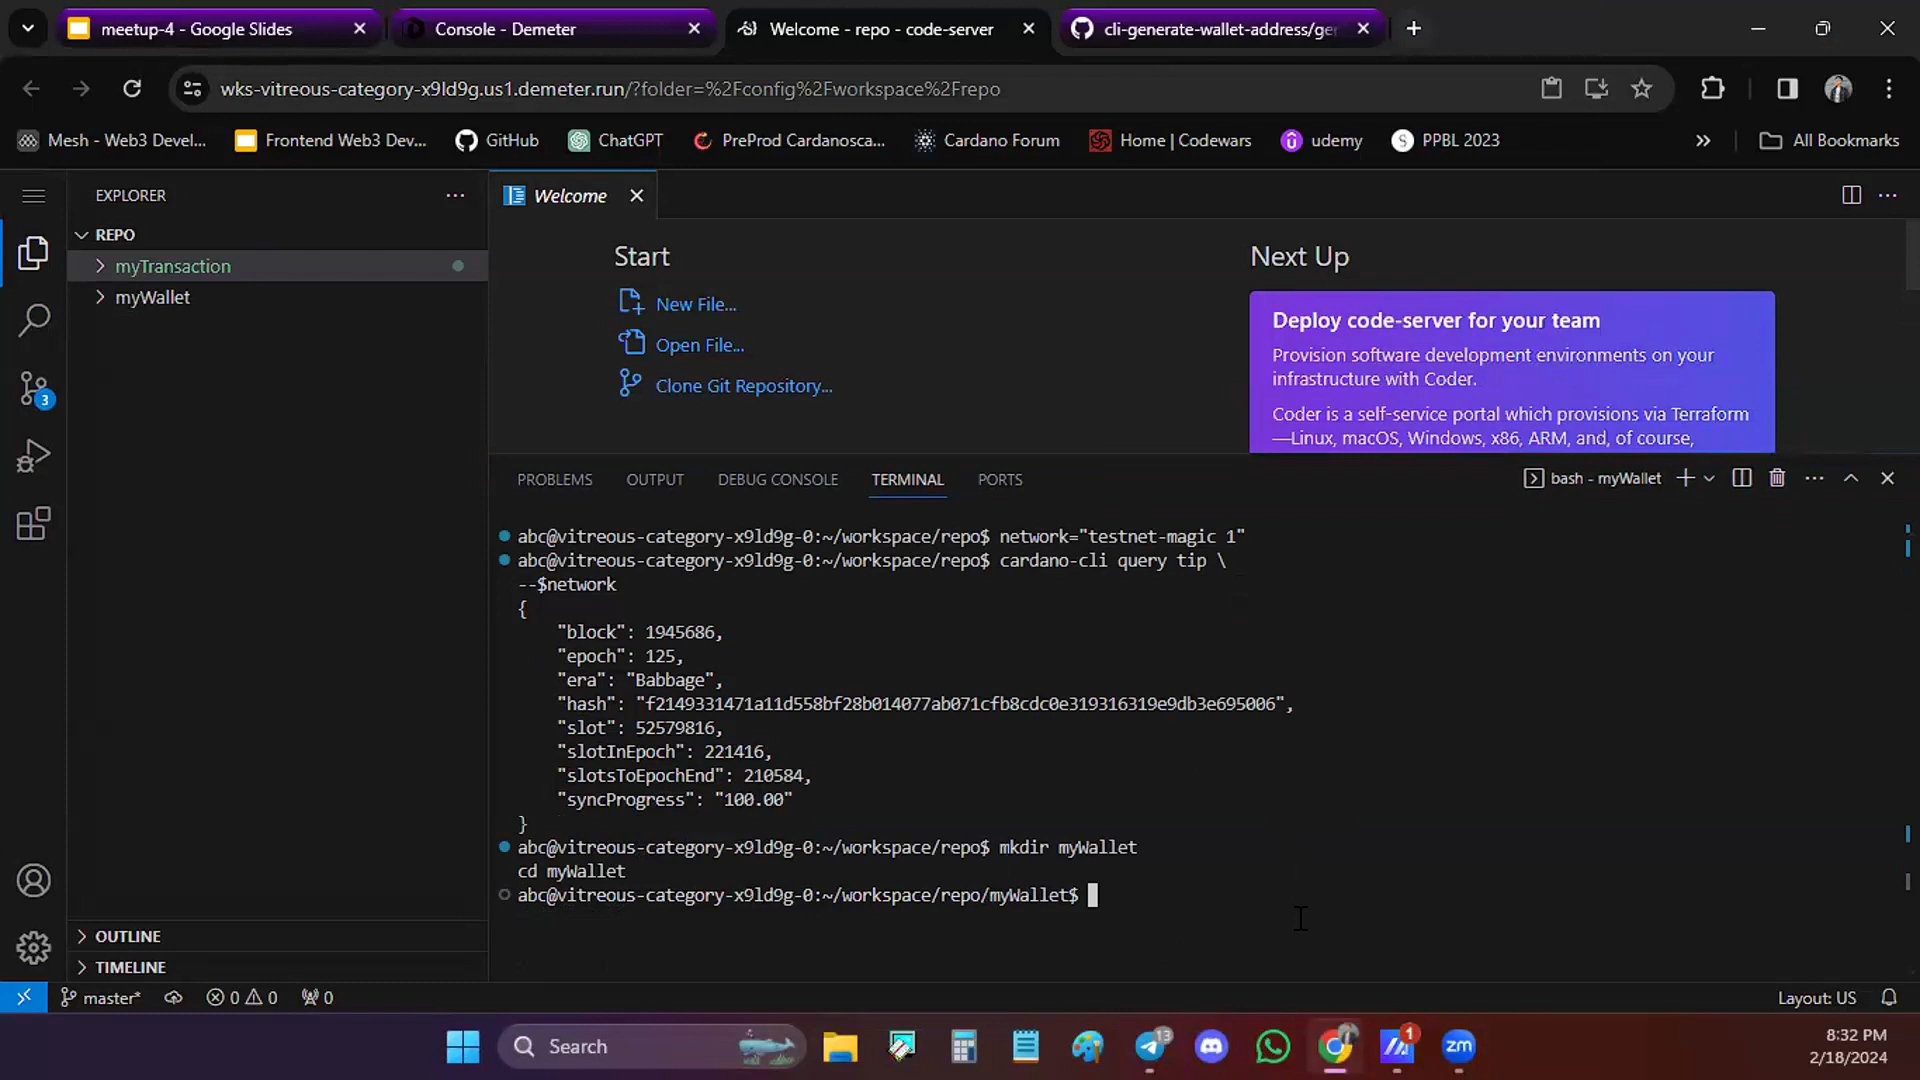 meetup-4 - Google Slides
Console - Demeter
Welcome - repo - code-server
cli-generate-wallet-address/ger
wks-vitreous-category-x9ld9g.us1.demeter.run/?folder=%2Fconfig%2Fworkspace%2Frepo
Mesh - Web3 Devel...
Frontend Web3 Dev...
GitHub
ChatGPT
PreProd Cardanosca...
Cardano Forum
Home | Codewars
udemy
PPBL 2023
»
All Bookmarks
EXPLORER
Welcome
REPO
myTransaction
myWallet
3
Start
New File...
Open File...
Clone Git Repository...
Next Up
Deploy code-server for your team
Provision software development environments on your
infrastructure with Coder.
Coder is a self-service portal which provisions via Terraform
—Linux, macOS, Windows, x86, ARM, and, of course,
PROBLEMS
OUTPUT
DEBUG CONSOLE
TERMINAL
PORTS
bash - myWallet
abc@vitreous-category-x9ld9g-0:~/workspace/repo$ network="testnet-magic 1"
abc@vitreous-category-x9ld9g-0:~/workspace/repo$ cardano-cli query tip \
--$network
{
"block": 1945686,
"epoch": 125,
"era": "Babbage",
"hash": "f2149331471a11d558bf28b014077ab071cfb8cdc0e319316319e9db3e695006",
"slot": 52579816,
"slotInEpoch": 221416,
"slotsToEpochEnd": 210584,
"syncProgress": "100.00"
}
abc@vitreous-category-x9ld9g-0:~/workspace/repo$ mkdir myWallet
cd myWallet
abc@vitreous-category-x9ld9g-0:~/workspace/repo/myWallet$
OUTLINE
TIMELINE
master*
0
0
0
Layout: US
Search
13
1
zm
8:32 PM
2/18/2024